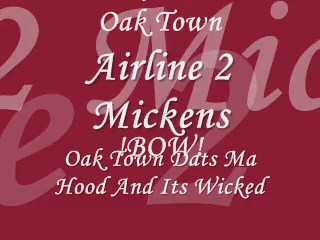 Oak Town
Airline 2
Mickens
!BOW!
Oak Town Dats Ma
Hood And Its Wicked